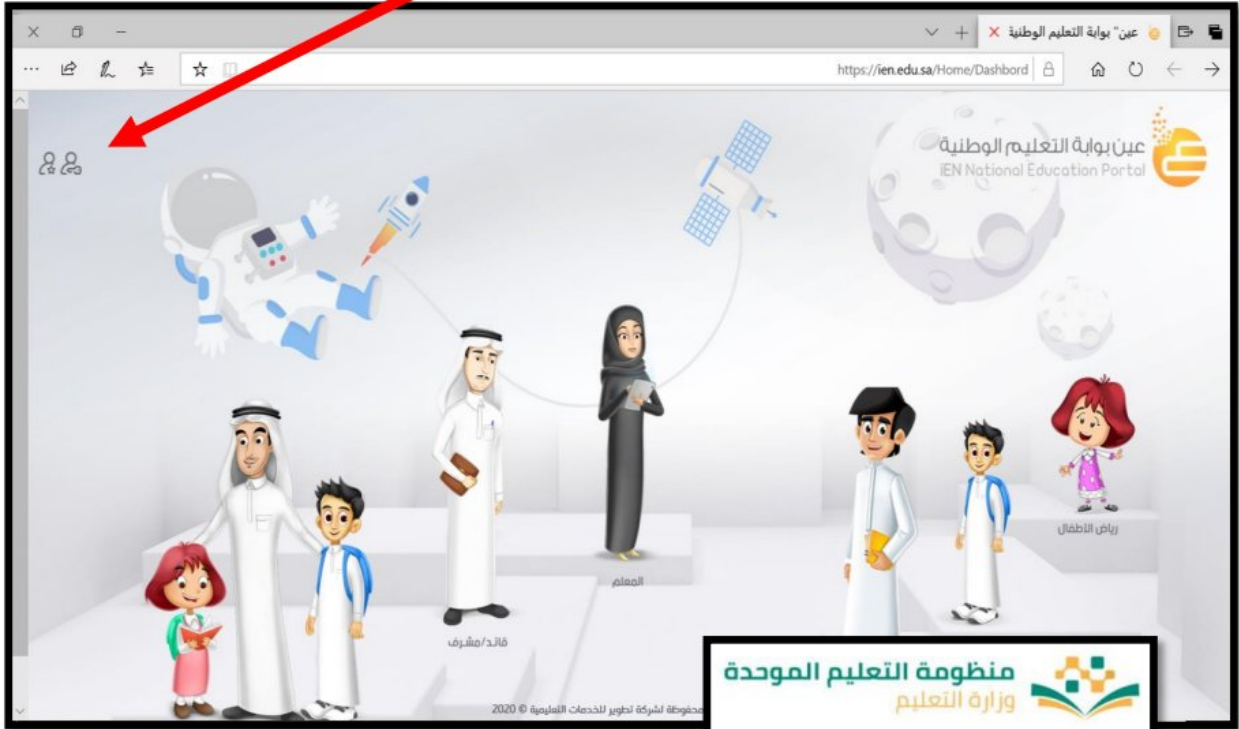 عين" بوابة التعليم الوطنية
https://ien.edu.sa/Home/Dashbord
عين بوابة التعليم الوطنية
iEN National Education Portal
رياض الأطفال
المعلم
قائد/مشرف
محفوظة لشركة تطوير للخدمات التعليمية © 2020
منظومة التعليم الموحدة
وزارة التعليم